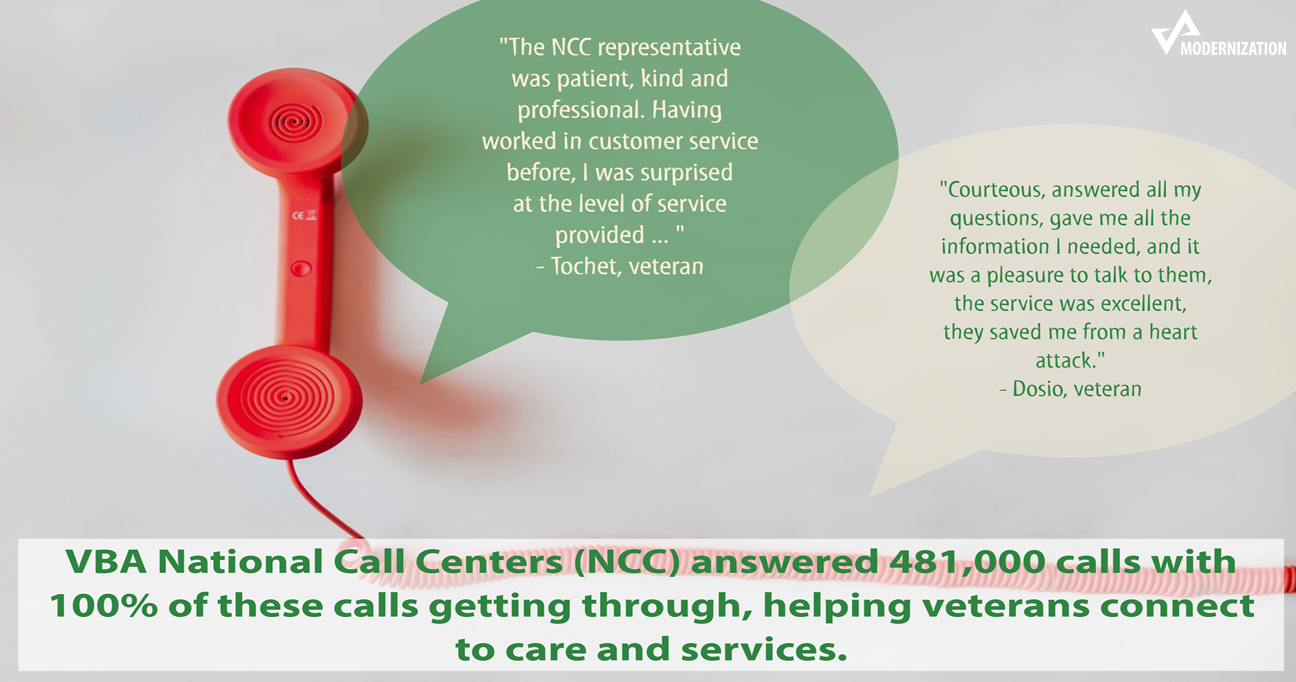 MODERNIZATION
"The NCC representative
was patient, kind and
professional. Having
worked in customer service
before, I was surprised
at the level of service
provided ... "
- Tochet, veteran
"Courteous, answered all my
questions, gave me all the
information I needed, and it
was a pleasure to talk to them,
the service was excellent,
they saved me from a heart
attack."
- Dosio, veteran
CE
VBA National Call Centers (NCC) answered 481,000 calls with
100% of these calls getting through, helping veterans connect
to care and services.